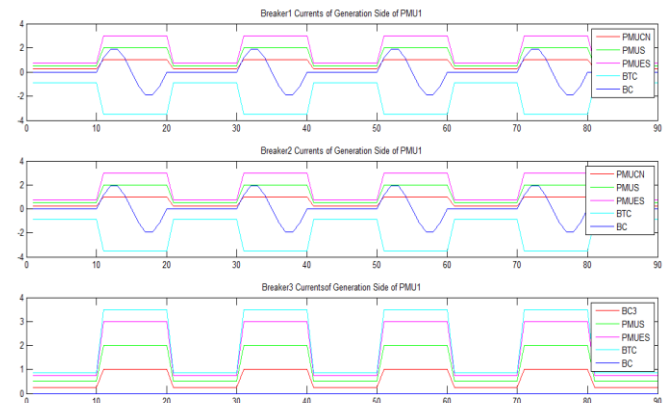 Breaker1 Currents of Generation Side of PMU1
4
2
0
-2
-4
0 10 20 30 40 50 60 70 80 90
PMUCN
PMUS
PMUES
BTC
BC
Breaker2 Currents of Generation Side of PMU1
4
2
0
-2
-4
0 10 20 30 40 50 60 70 80 90
PMUCN
PMUS
PMUES
BTC
BC
Breaker3 Currentsof Generation Side of PMU1
4
3
2
1
0
0 10 20 30 40 50 60 70 80 90
BC3
PMUS
PMUES
BTC
BC